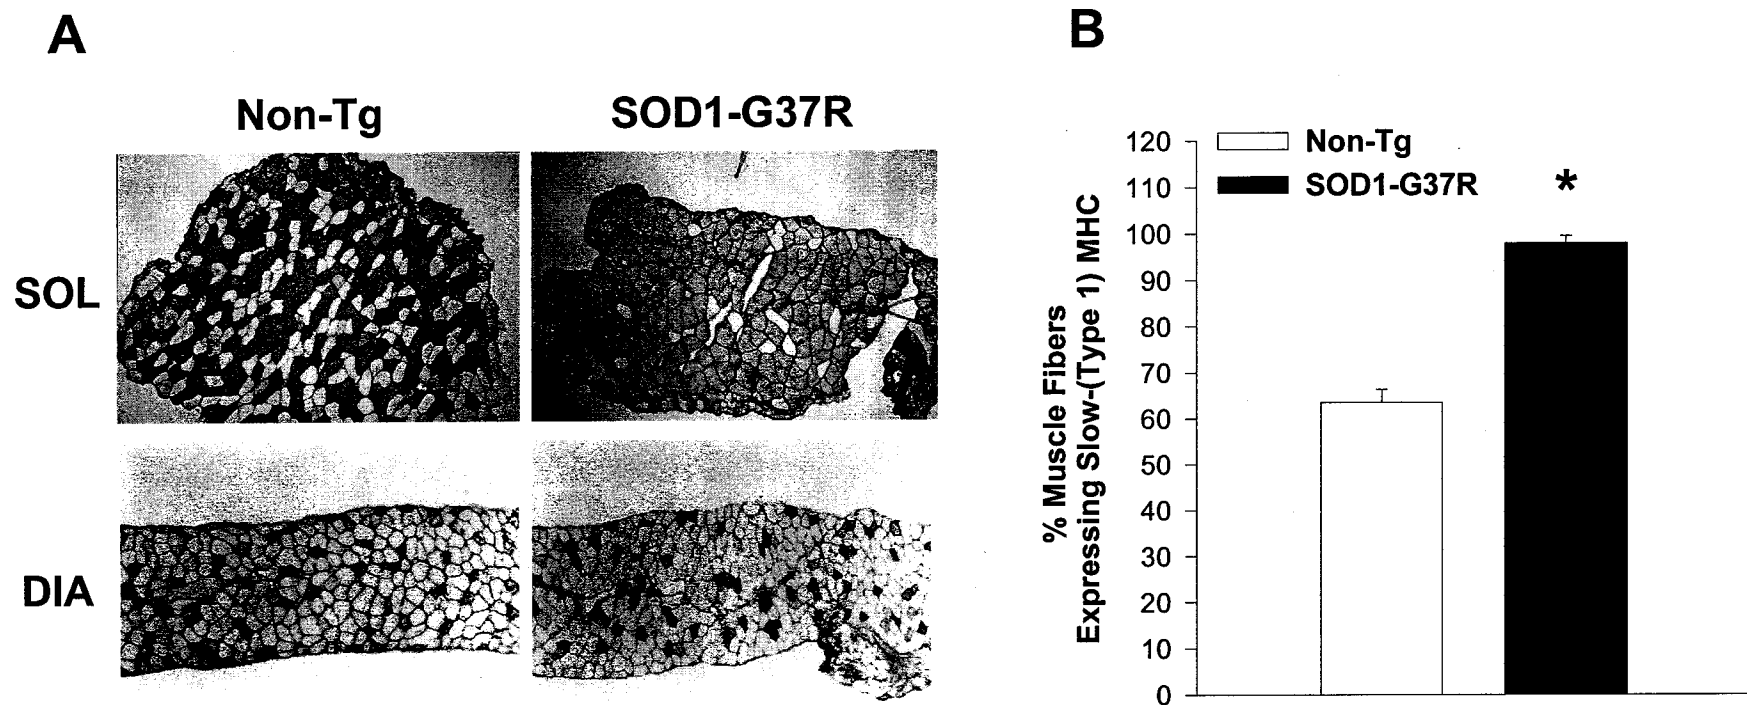 A
B
Non-Tg
SOD1-G37R
SOL
DIA
% Muscle Fibers
Expressing Slow-(Type 1) MHC
120
110
100
90
80
70
60
50
40
30
20
10
0
Non-Tg
SOD1-G37R
*